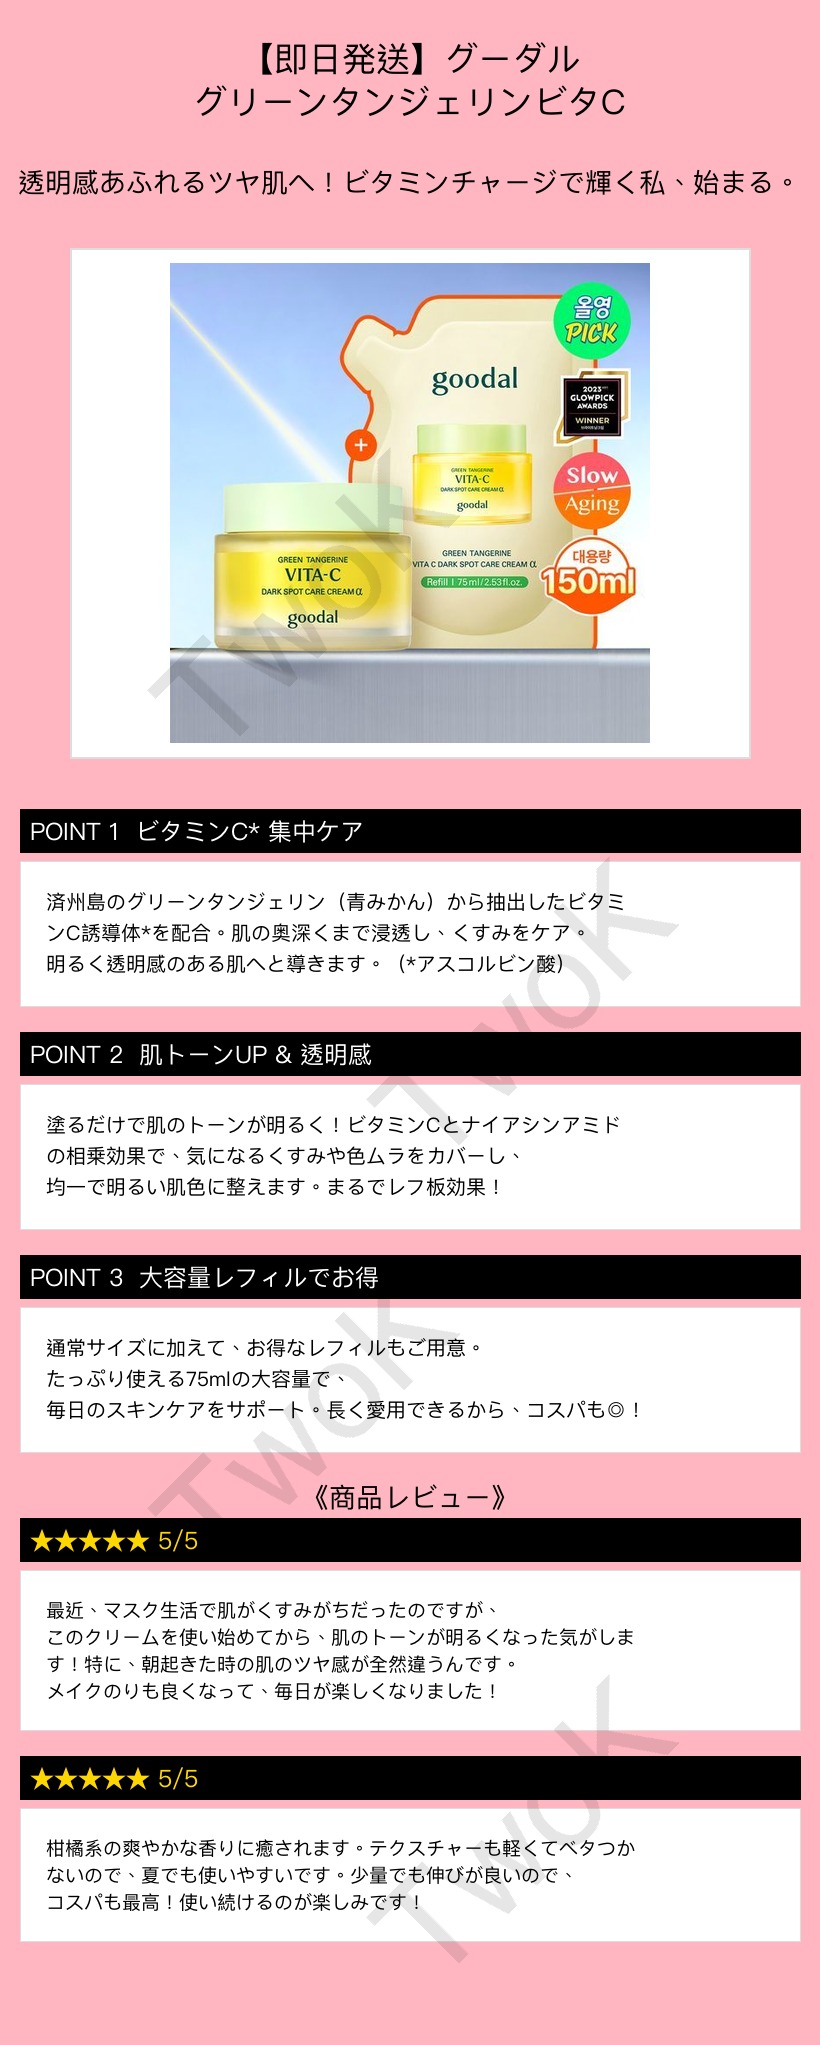 【即日発送】グーダル
グリーンタンジェリンビタC
透明感あふれるツヤ肌へ！ビタミンチャージで輝く私、始まる。
올영
PICK
goodal
2023
GLOWPICK
AWARDS
WINNER
+
GREEN TANGERINE
VITA-C
DARK SPOT CARE CREAM α
goodal
Slow
Aging
GREEN TANGERINE
VITA C DARK SPOT CARE CREAM α
Refill | 75ml/2.53fl.oz.
대용량
150ml
GREEN TANGERINE
VITA-C
DARK SPOT CARE CREAM α
goodal
TwoK
POINT 1 ビタミンC* 集中ケア
済州島のグリーンタンジェリン（青みかん）から抽出したビタミ
ンC誘導体*を配合。肌の奥深くまで浸透し、くすみをケア。
明るく透明感のある肌へと導きます。（*アスコルビン酸）
TwoK
POINT 2 肌トーンUP & 透明感
塗るだけで肌のトーンが明るく！ビタミンCとナイアシンアミド
の相乗効果で、気になるくすみや色ムラをカバーし、
均一で明るい肌色に整えます。まるでレフ板効果！
POINT 3 大容量レフィルでお得
通常サイズに加えて、お得なレフィルもご用意。
たっぷり使える75mlの大容量で、
毎日のスキンケアをサポート。長く愛用できるから、コスパも◎！
TwoK
《商品レビュー》
★★★★★ 5/5
最近、マスク生活で肌がくすみがちだったのですが、
このクリームを使い始めてから、肌のトーンが明るくなった気がしま
す！特に、朝起きた時の肌のツヤ感が全然違うんです。
メイクのりも良くなって、毎日が楽しくなりました！
★★★★★ 5/5
柑橘系の爽やかな香りに癒されます。テクスチャーも軽くてベタつか
ないので、夏でも使いやすいです。少量でも伸びが良いので、
コスパも最高！使い続けるのが楽しみです！
TwoK